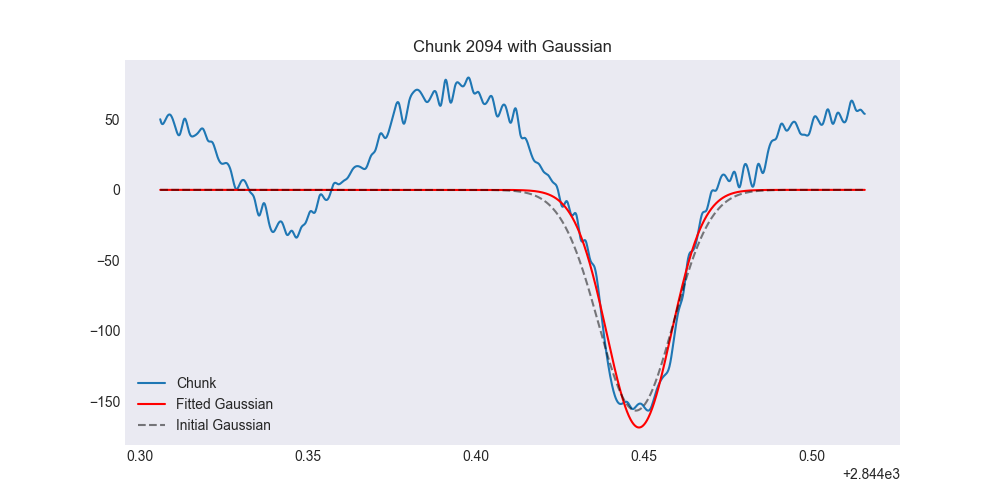 Chunk 2094 with Gaussian
50
0
−50
−100
−150
Chunk
Fitted Gaussian
Initial Gaussian
0.30 0.35 0.40 0.45 0.50
+2.844e3